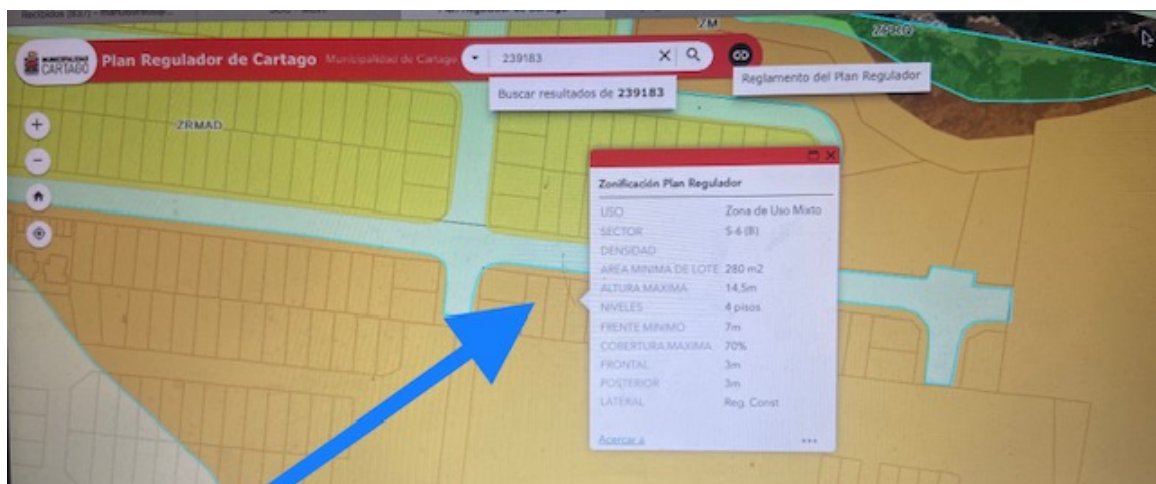 ZM
ZPRO
MUNICIPALIDAD
CARTAGO
Plan Regulador de Cartago Municipalidad de Cartago
239183
Buscar resultados de 239183
Reglamento del Plan Regulador
ZRMAD
Zonificación Plan Regulador
USO Zona de Uso Mixto
SECTOR S-6 (B)
DENSIDAD
AREA MINIMA DE LOTE 280 m2
ALTURA MAXIMA 14,5m
NIVELES 4 pisos
FRENTE MINIMO 7m
COBERTURA MAXIMA 70%
FRONTAL 3m
POSTERIOR 3m
LATERAL Reg. Const
Acercar a